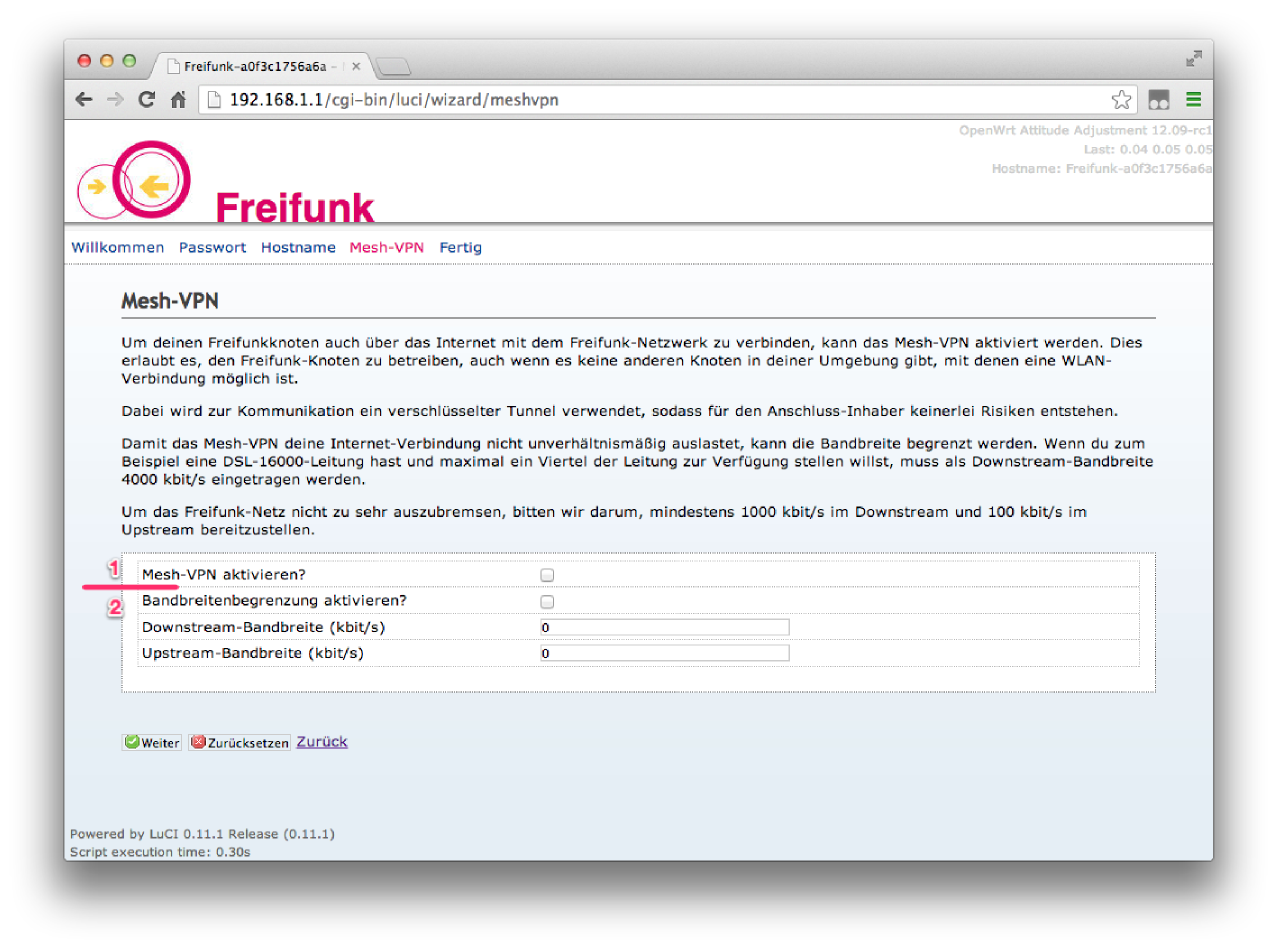 Freifunk-a0f3c1756a6a –
192.168.1.1/cgi-bin/luci/wizard/meshvpn
OpenWrt Attitude Adjustment 12.09-rc1
Last: 0.04 0.05 0.05
Hostname: Freifunk-a0f3c1756a6a
Freifunk
Willkommen Passwort Hostname Mesh-VPN Fertig
Mesh-VPN
Um deinen Freifunkknoten auch über das Internet mit dem Freifunk-Netzwerk zu verbinden, kann das Mesh-VPN aktiviert werden. Dies
erlaubt es, den Freifunk-Knoten zu betreiben, auch wenn es keine anderen Knoten in deiner Umgebung gibt, mit denen eine WLAN-
Verbindung möglich ist.
Dabei wird zur Kommunikation ein verschlüsselter Tunnel verwendet, sodass für den Anschluss-Inhaber keinerlei Risiken entstehen.
Damit das Mesh-VPN deine Internet-Verbindung nicht unverhältnismäßig auslastet, kann die Bandbreite begrenzt werden. Wenn du zum
Beispiel eine DSL-16000-Leitung hast und maximal ein Viertel der Leitung zur Verfügung stellen willst, muss als Downstream-Bandbreite
4000 kbit/s eingetragen werden.
Um das Freifunk-Netz nicht zu sehr auszubremsen, bitten wir darum, mindestens 1000 kbit/s im Downstream und 100 kbit/s im
Upstream bereitzustellen.
1 Mesh-VPN aktivieren?
2 Bandbreitenbegrenzung aktivieren?
Downstream-Bandbreite (kbit/s) 0
Upstream-Bandbreite (kbit/s) 0
Weiter Zurücksetzen Zurück
Powered by LuCI 0.11.1 Release (0.11.1)
Script execution time: 0.30s